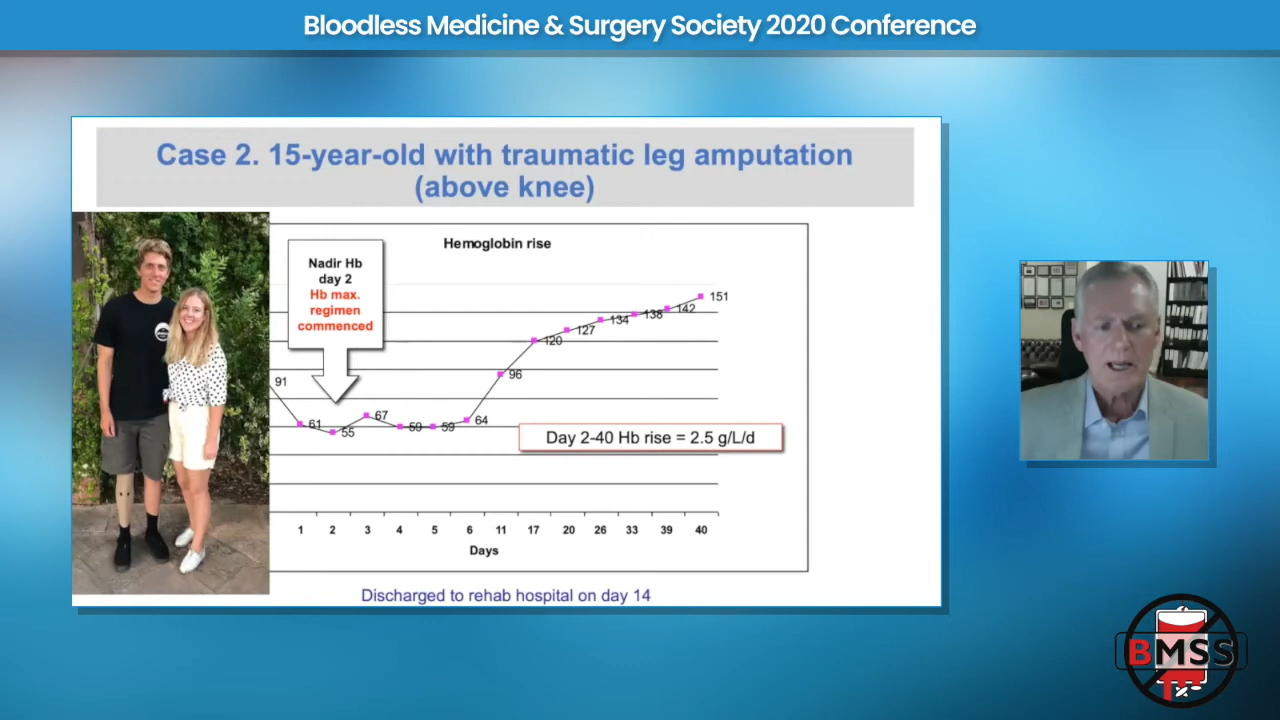 Bloodless Medicine & Surgery Society 2020 Conference
Case 2. 15-year-old with traumatic leg amputation
(above knee)
Hemoglobin rise
Nadir Hb
day 2
Hb max.
regimen
commenced
91
61
55
67
59
59
64
96
120
127
134
138
142
151
Day 2-40 Hb rise = 2.5 g/L/d
1 2 3 4 5 6 11 17 20 26 33 39 40
Days
Discharged to rehab hospital on day 14
BMSS